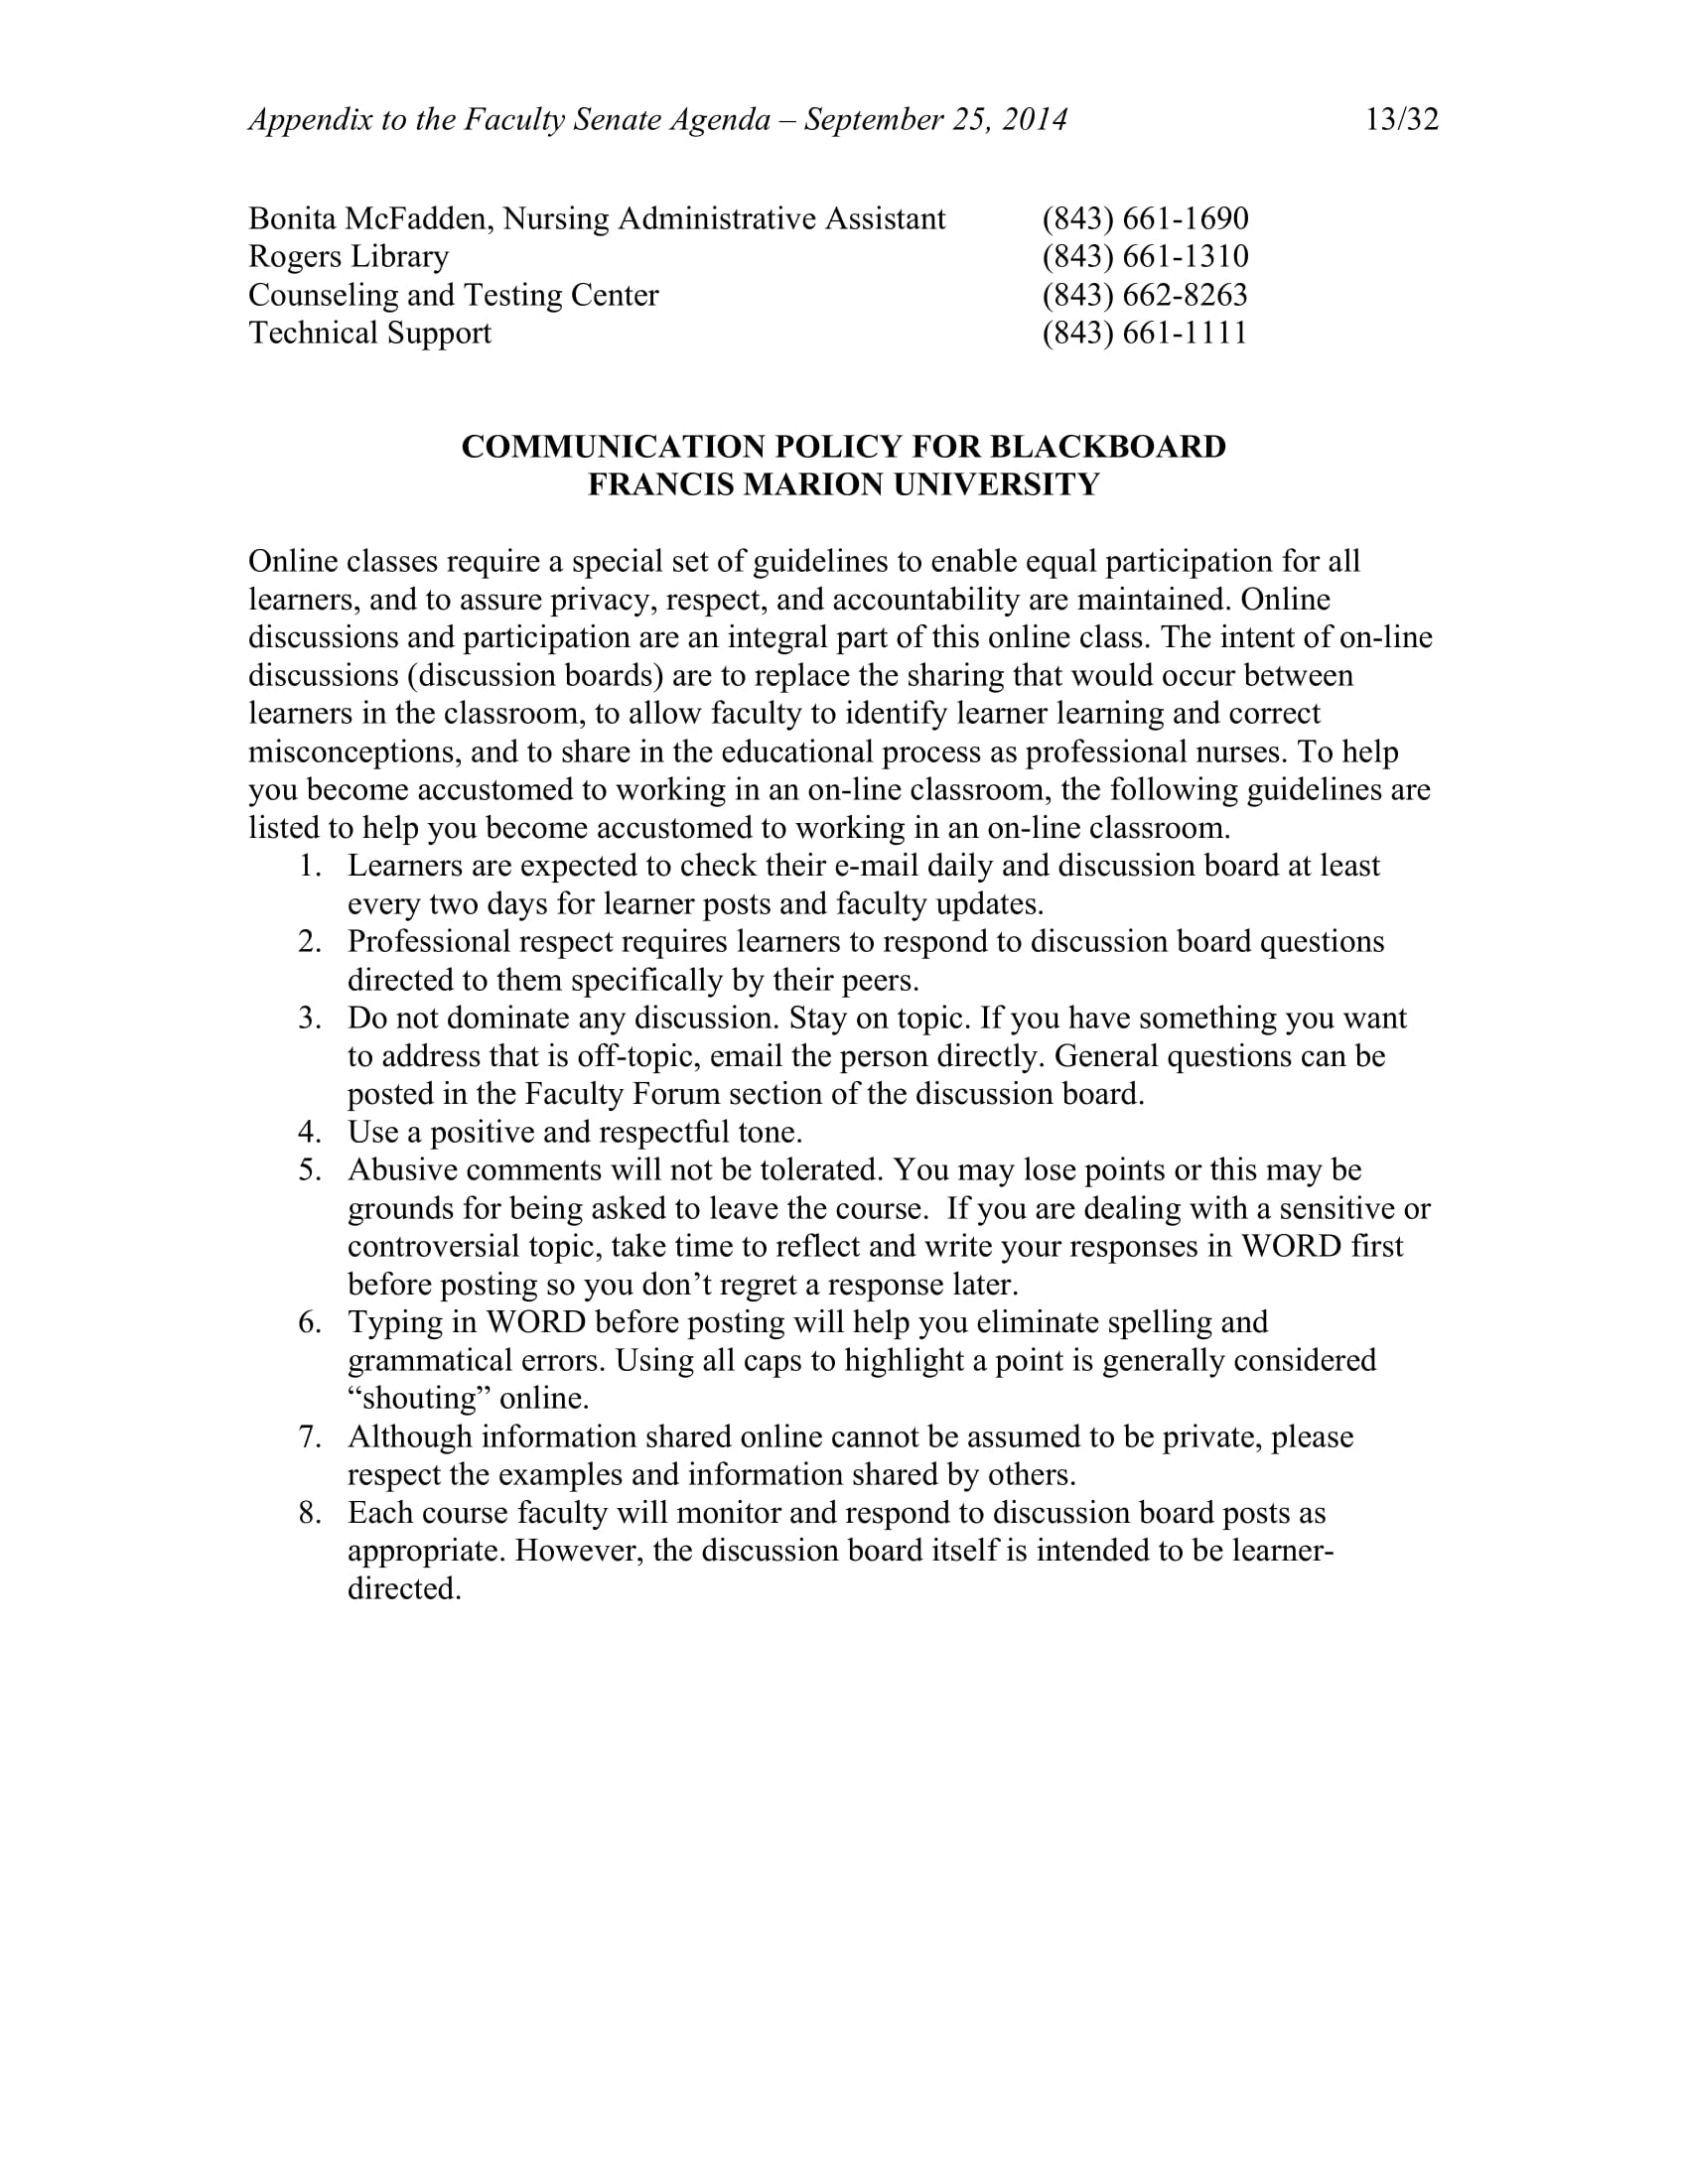 Appendix to the Faculty Senate Agenda – September 25, 2014 13/32
Bonita McFadden, Nursing Administrative Assistant (843) 661-1690
Rogers Library (843) 661-1310
Counseling and Testing Center (843) 662-8263
Technical Support (843) 661-1111
COMMUNICATION POLICY FOR BLACKBOARD
FRANCIS MARION UNIVERSITY
Online classes require a special set of guidelines to enable equal participation for all
learners, and to assure privacy, respect, and accountability are maintained. Online
discussions and participation are an integral part of this online class. The intent of on-line
discussions (discussion boards) are to replace the sharing that would occur between
learners in the classroom, to allow faculty to identify learner learning and correct
misconceptions, and to share in the educational process as professional nurses. To help
you become accustomed to working in an on-line classroom, the following guidelines are
listed to help you become accustomed to working in an on-line classroom.
1. Learners are expected to check their e-mail daily and discussion board at least
every two days for learner posts and faculty updates.
2. Professional respect requires learners to respond to discussion board questions
directed to them specifically by their peers.
3. Do not dominate any discussion. Stay on topic. If you have something you want
to address that is off-topic, email the person directly. General questions can be
posted in the Faculty Forum section of the discussion board.
4. Use a positive and respectful tone.
5. Abusive comments will not be tolerated. You may lose points or this may be
grounds for being asked to leave the course.  If you are dealing with a sensitive or
controversial topic, take time to reflect and write your responses in WORD first
before posting so you don’t regret a response later.
6. Typing in WORD before posting will help you eliminate spelling and
grammatical errors. Using all caps to highlight a point is generally considered
“shouting” online.
7. Although information shared online cannot be assumed to be private, please
respect the examples and information shared by others.
8. Each course faculty will monitor and respond to discussion board posts as
appropriate. However, the discussion board itself is intended to be learner-
directed.